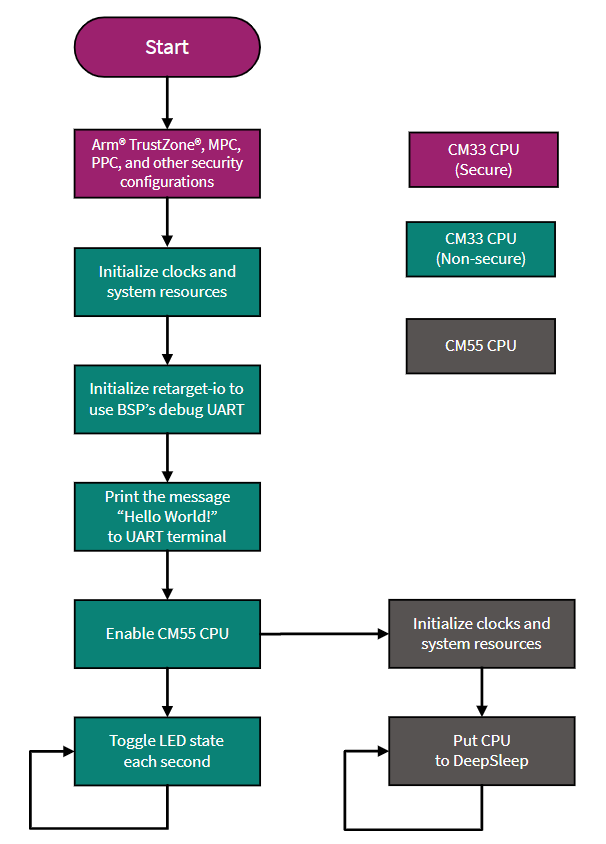 Start
Arm® TrustZone®, MPC,
PPC, and other security
configurations
CM33 CPU
(Secure)
Initialize clocks and
system resources
CM33 CPU
(Non-secure)
CM55 CPU
Initialize retarget-io to
use BSP's debug UART
Print the message
“Hello World!”
to UART terminal
Enable CM55 CPU
Initialize clocks and
system resources
Toggle LED state
each second
Put CPU
to DeepSleep